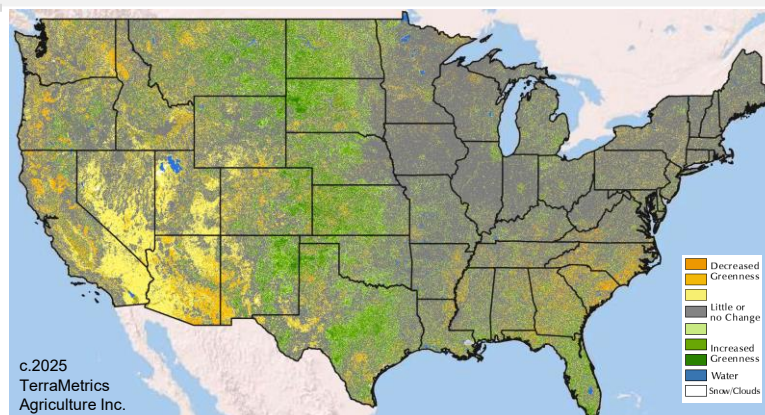 Decreased
Greenness
Little or
no Change
Increased
Greenness
Water
Snow/Clouds
c.2025
TerraMetrics
Agriculture Inc.